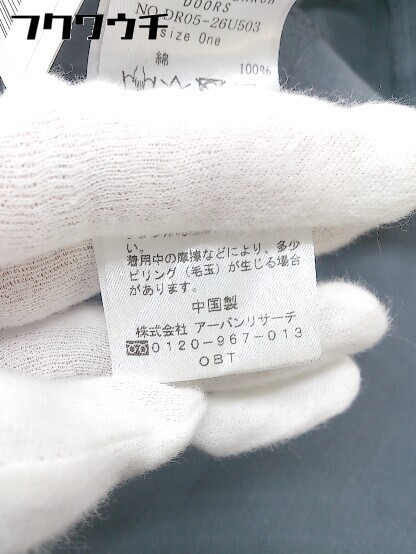 フクワウチ
DOORS
NO.DR05-26U503
size One
綿
100%
い。
着用中の摩擦などにより、多少
ピリング（毛玉）が生じる場合
があります。
中国製
株式会社 アーバンリサーチ
0120-967-013
OBT